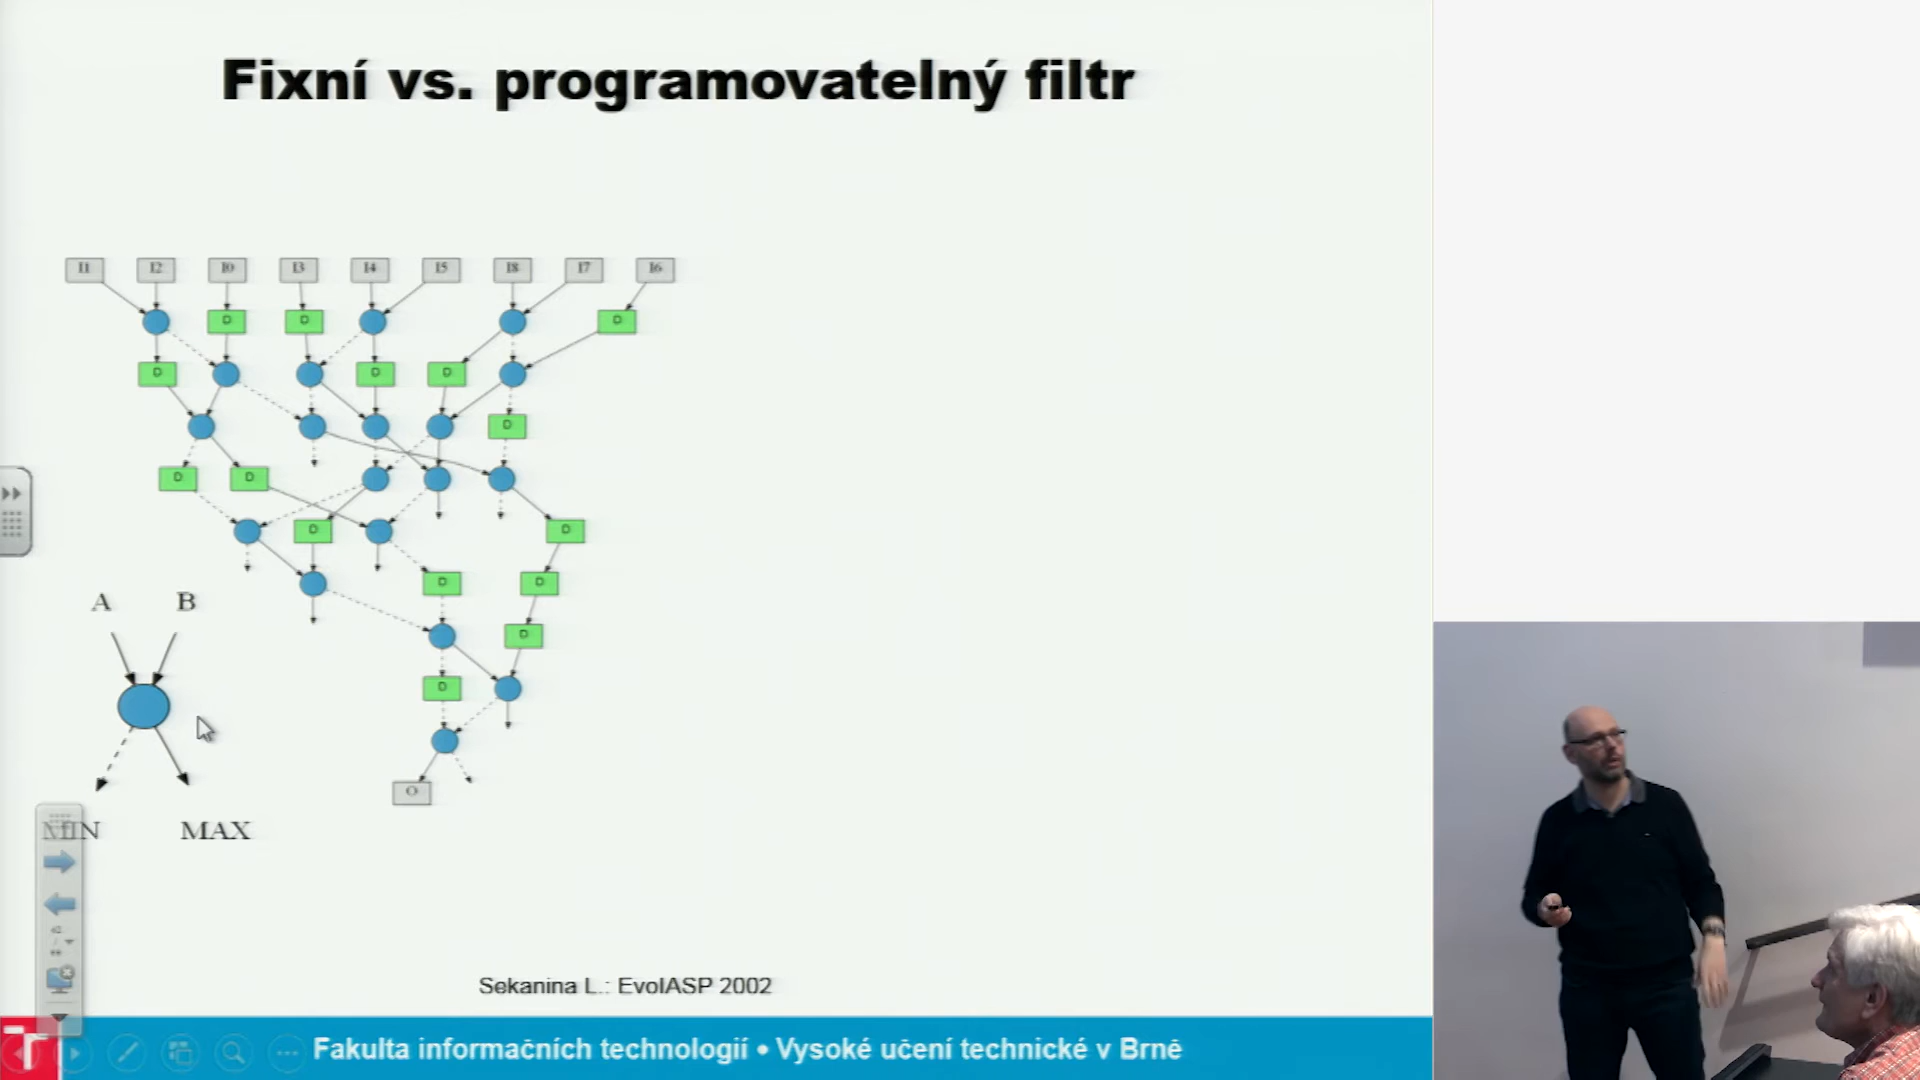 Fixní vs. programovatelný filtr
I1 I2 I0 I3 I4 I5 I8 I7 I6
D D D
D D D
D
D D
D D
D D
D
D
O
A B
MIN MAX
Sekanina L.: EvoIASP 2002
Fakulta informačních technologií • Vysoké učení technické v Brně